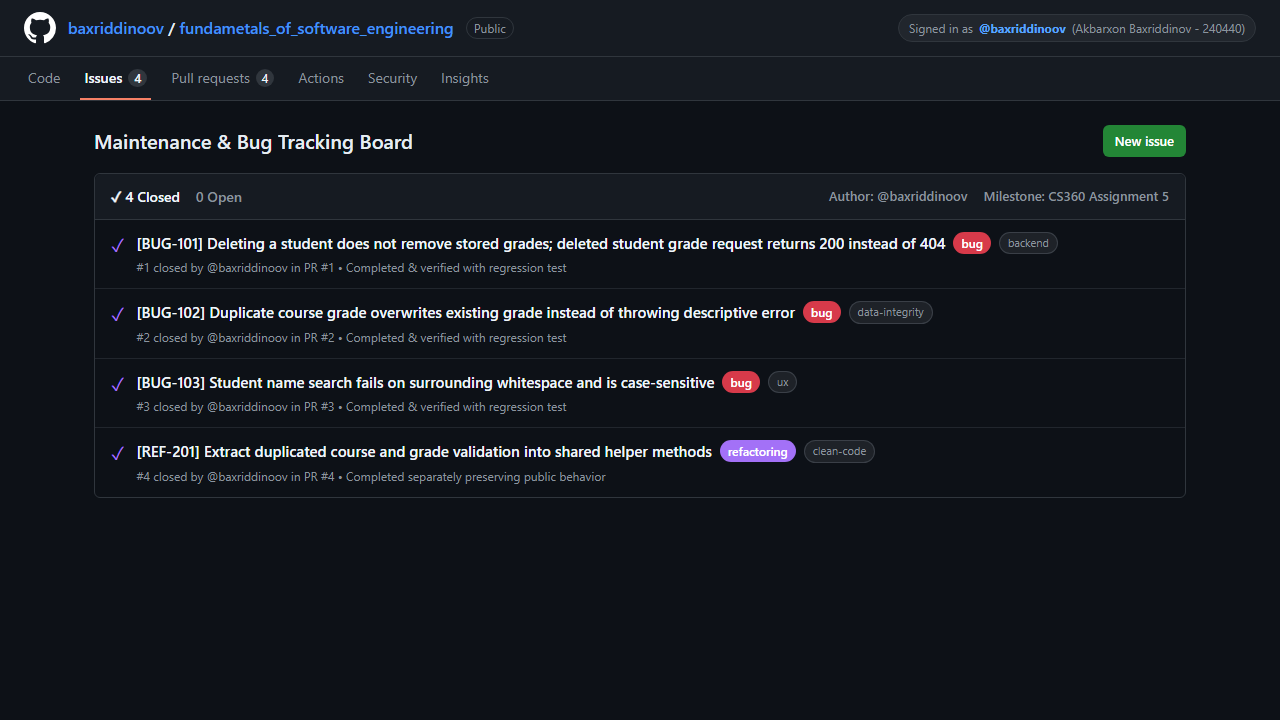 baxriddinoov / fundametals_of_software_engineering Public Signed in as @baxriddinoov (Akbarxon Baxriddinov - 240440)
Code Issues 4 Pull requests 4 Actions Security Insights
Maintenance & Bug Tracking Board New issue
✓ 4 Closed 0 Open Author: @baxriddinoov Milestone: CS360 Assignment 5
✓ [BUG-101] Deleting a student does not remove stored grades; deleted student grade request returns 200 instead of 404 bug backend
#1 closed by @baxriddinoov in PR #1 • Completed & verified with regression test
✓ [BUG-102] Duplicate course grade overwrites existing grade instead of throwing descriptive error bug data-integrity
#2 closed by @baxriddinoov in PR #2 • Completed & verified with regression test
✓ [BUG-103] Student name search fails on surrounding whitespace and is case-sensitive bug ux
#3 closed by @baxriddinoov in PR #3 • Completed & verified with regression test
✓ [REF-201] Extract duplicated course and grade validation into shared helper methods refactoring clean-code
#4 closed by @baxriddinoov in PR #4 • Completed separately preserving public behavior